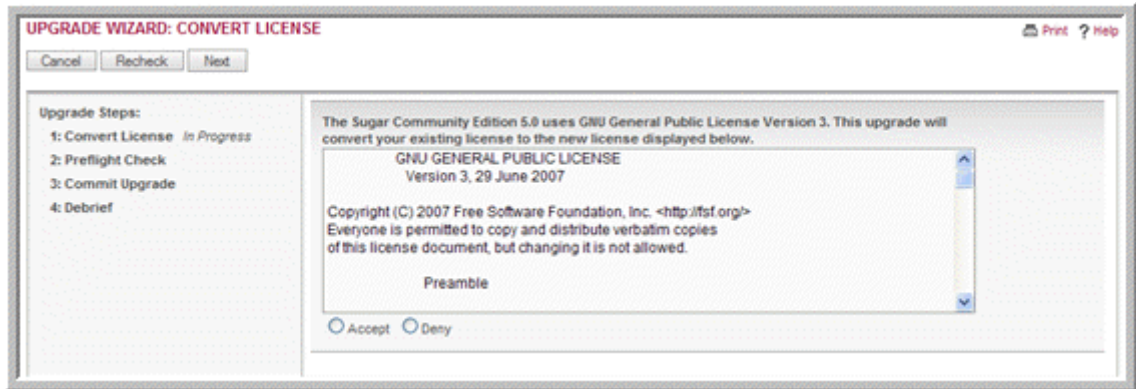 UPGRADE WIZARD: CONVERT LICENSE
Print ? Help
Cancel Recheck Next
Upgrade Steps:
1: Convert License In Progress
2: Preflight Check
3: Commit Upgrade
4: Debrief
The Sugar Community Edition 5.0 uses GNU General Public License Version 3. This upgrade will
convert your existing license to the new license displayed below.
GNU GENERAL PUBLIC LICENSE
Version 3, 29 June 2007
Copyright (C) 2007 Free Software Foundation, Inc. <http://fsf.org/>
Everyone is permitted to copy and distribute verbatim copies
of this license document, but changing it is not allowed.
Preamble
Accept Deny